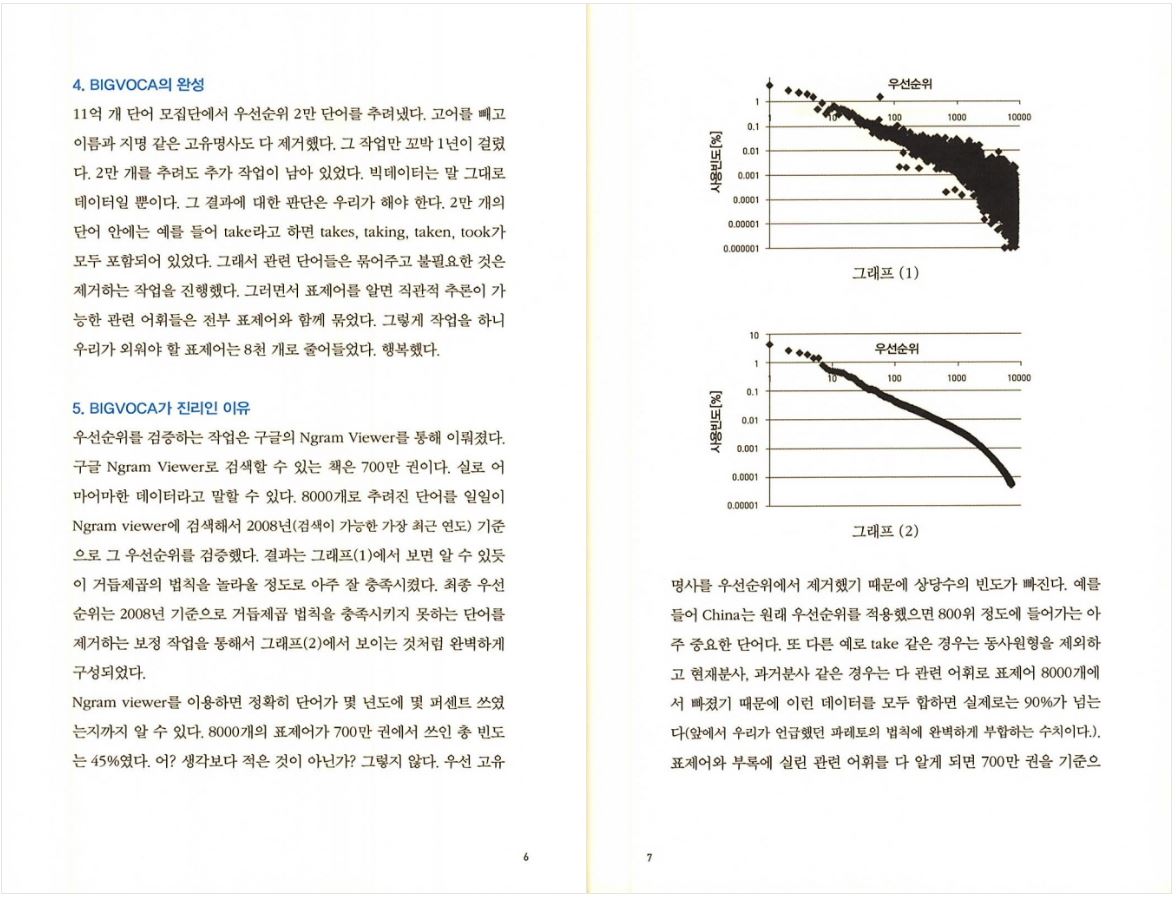 4. BIGVOCA의 완성
11억 개 단어 모집단에서 우선순위 2만 단어를 추려냈다. 고어를 빼고
이름과 지명 같은 고유명사도 다 제거했다. 그 작업만 꼬박 1년이 걸렸
다. 2만 개를 추려도 추가 작업이 남아 있었다. 빅데이터는 말 그대로
데이터일 뿐이다. 그 결과에 대한 판단은 우리가 해야 한다. 2만 개의
단어 안에는 예를 들어 take라고 하면 takes, taking, taken, took가
모두 포함되어 있었다. 그래서 관련 단어들은 묶어주고 불필요한 것은
제거하는 작업을 진행했다. 그러면서 표제어를 알면 직관적 추론이 가
능한 관련 어휘들은 전부 표제어와 함께 묶었다. 그렇게 작업을 하니
우리가 외워야 할 표제어는 8천 개로 줄어들었다. 행복했다.
5. BIGVOCA가 진리인 이유
우선순위를 검증하는 작업은 구글의 Ngram Viewer를 통해 이뤄졌다.
구글 Ngram Viewer로 검색할 수 있는 책은 700만 권이다. 실로 어
마어마한 데이터라고 말할 수 있다. 8000개로 추려진 단어를 일일이
Ngram viewer에 검색해서 2008년(검색이 가능한 가장 최근 연도) 기준
으로 그 우선순위를 검증했다. 결과는 그래프(1)에서 보면 알 수 있듯
이 거듭제곱의 법칙을 놀라울 정도로 아주 잘 충족시켰다. 최종 우선
순위는 2008년 기준으로 거듭제곱 법칙을 충족시키지 못하는 단어를
제거하는 보정 작업을 통해서 그래프(2)에서 보이는 것처럼 완벽하게
구성되었다.
Ngram viewer를 이용하면 정확히 단어가 몇 년도에 몇 퍼센트 쓰였
는지까지 알 수 있다. 8000개의 표제어가 700만 권에서 쓰인 총 빈도
는 45%였다. 어? 생각보다 적은 것이 아닌가? 그렇지 않다. 우선 고유
6
우선순위
1
1 10 100 1000 10000
0.1
0.01
0.001
0.0001
0.00001
0.000001
사용빈도[%]
그래프 (1)
10
우선순위
1
1 10 100 1000 10000
0.1
0.01
0.001
0.0001
0.00001
사용빈도[%]
그래프 (2)
명사를 우선순위에서 제거했기 때문에 상당수의 빈도가 빠진다. 예를
들어 China는 원래 우선순위를 적용했으면 800위 정도에 들어가는 아
주 중요한 단어다. 또 다른 예로 take 같은 경우는 동사원형을 제외하
고 현재분사, 과거분사 같은 경우는 다 관련 어휘로 표제어 8000개에
서 빠졌기 때문에 이런 데이터를 모두 합하면 실제로는 90%가 넘는
다(앞에서 우리가 언급했던 파레토의 법칙에 완벽하게 부합하는 수치이다.).
표제어와 부록에 실린 관련 어휘를 다 알게 되면 700만 권을 기준으
7